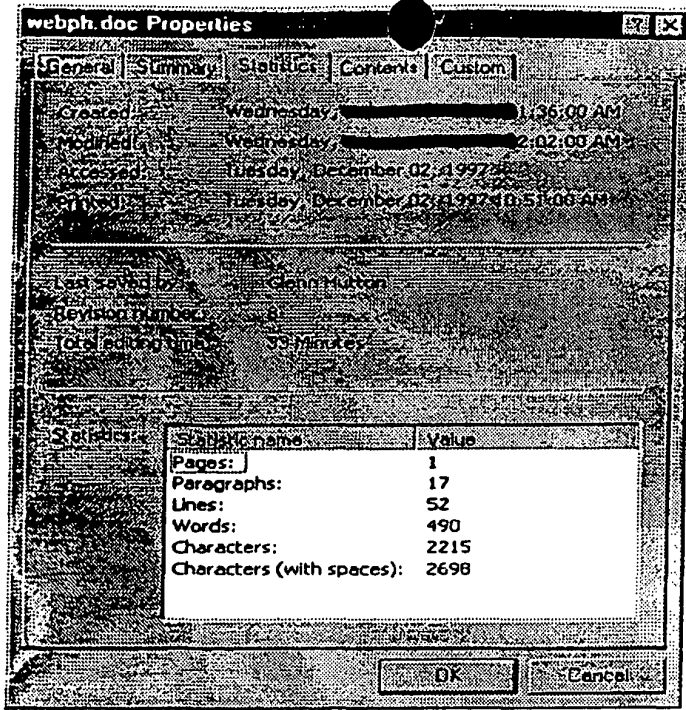 webph.doc Properties
General Summary Statistics Contents Custom
Created: Wednesday, 1:36:00 AM
Modified: Wednesday, 2:02:00 AM
Accessed: Tuesday, December 02, 1997
Printed: Tuesday, December 02, 1997 10:51:00 AM
Last saved by: Glenn Hutton
Revision number: 8
Total editing time: 33 Minutes
Statistics:
Statistic name Value
Pages: 1
Paragraphs: 17
Lines: 52
Words: 490
Characters: 2215
Characters (with spaces): 2698
OK Cancel